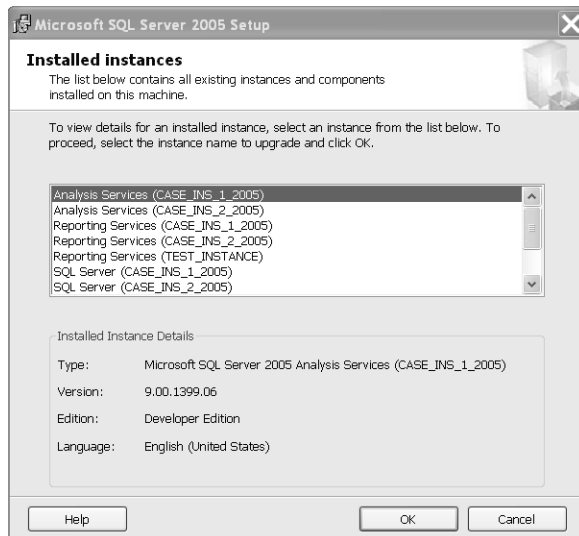 Microsoft SQL Server 2005 Setup
Installed instances
The list below contains all existing instances and components
installed on this machine.
To view details for an installed instance, select an instance from the list below. To
proceed, select the instance name to upgrade and click OK.
Analysis Services (CASE_INS_1_2005)
Analysis Services (CASE_INS_2_2005)
Reporting Services (CASE_INS_1_2005)
Reporting Services (CASE_INS_2_2005)
Reporting Services (TEST_INSTANCE)
SQL Server (CASE_INS_1_2005)
SQL Server (CASE_INS_2_2005)
Installed Instance Details
Type: Microsoft SQL Server 2005 Analysis Services (CASE_INS_1_2005)
Version: 9.00.1399.06
Edition: Developer Edition
Language: English (United States)
Help OK Cancel